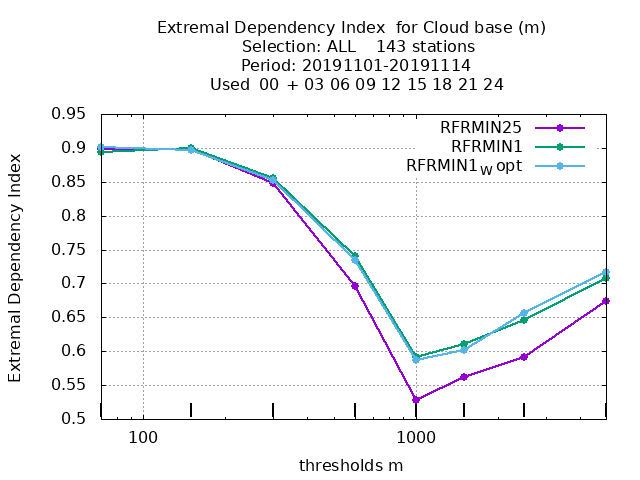 Extremal Dependency Index for Cloud base (m)
Selection: ALL 143 stations
Period: 20191101-20191114
Used 00 + 03 06 09 12 15 18 21 24
RFRMIN25
RFRMIN1
RFRMIN1W opt
Extremal Dependency Index
0.95
0.9
0.85
0.8
0.75
0.7
0.65
0.6
0.55
0.5
100 1000
thresholds m